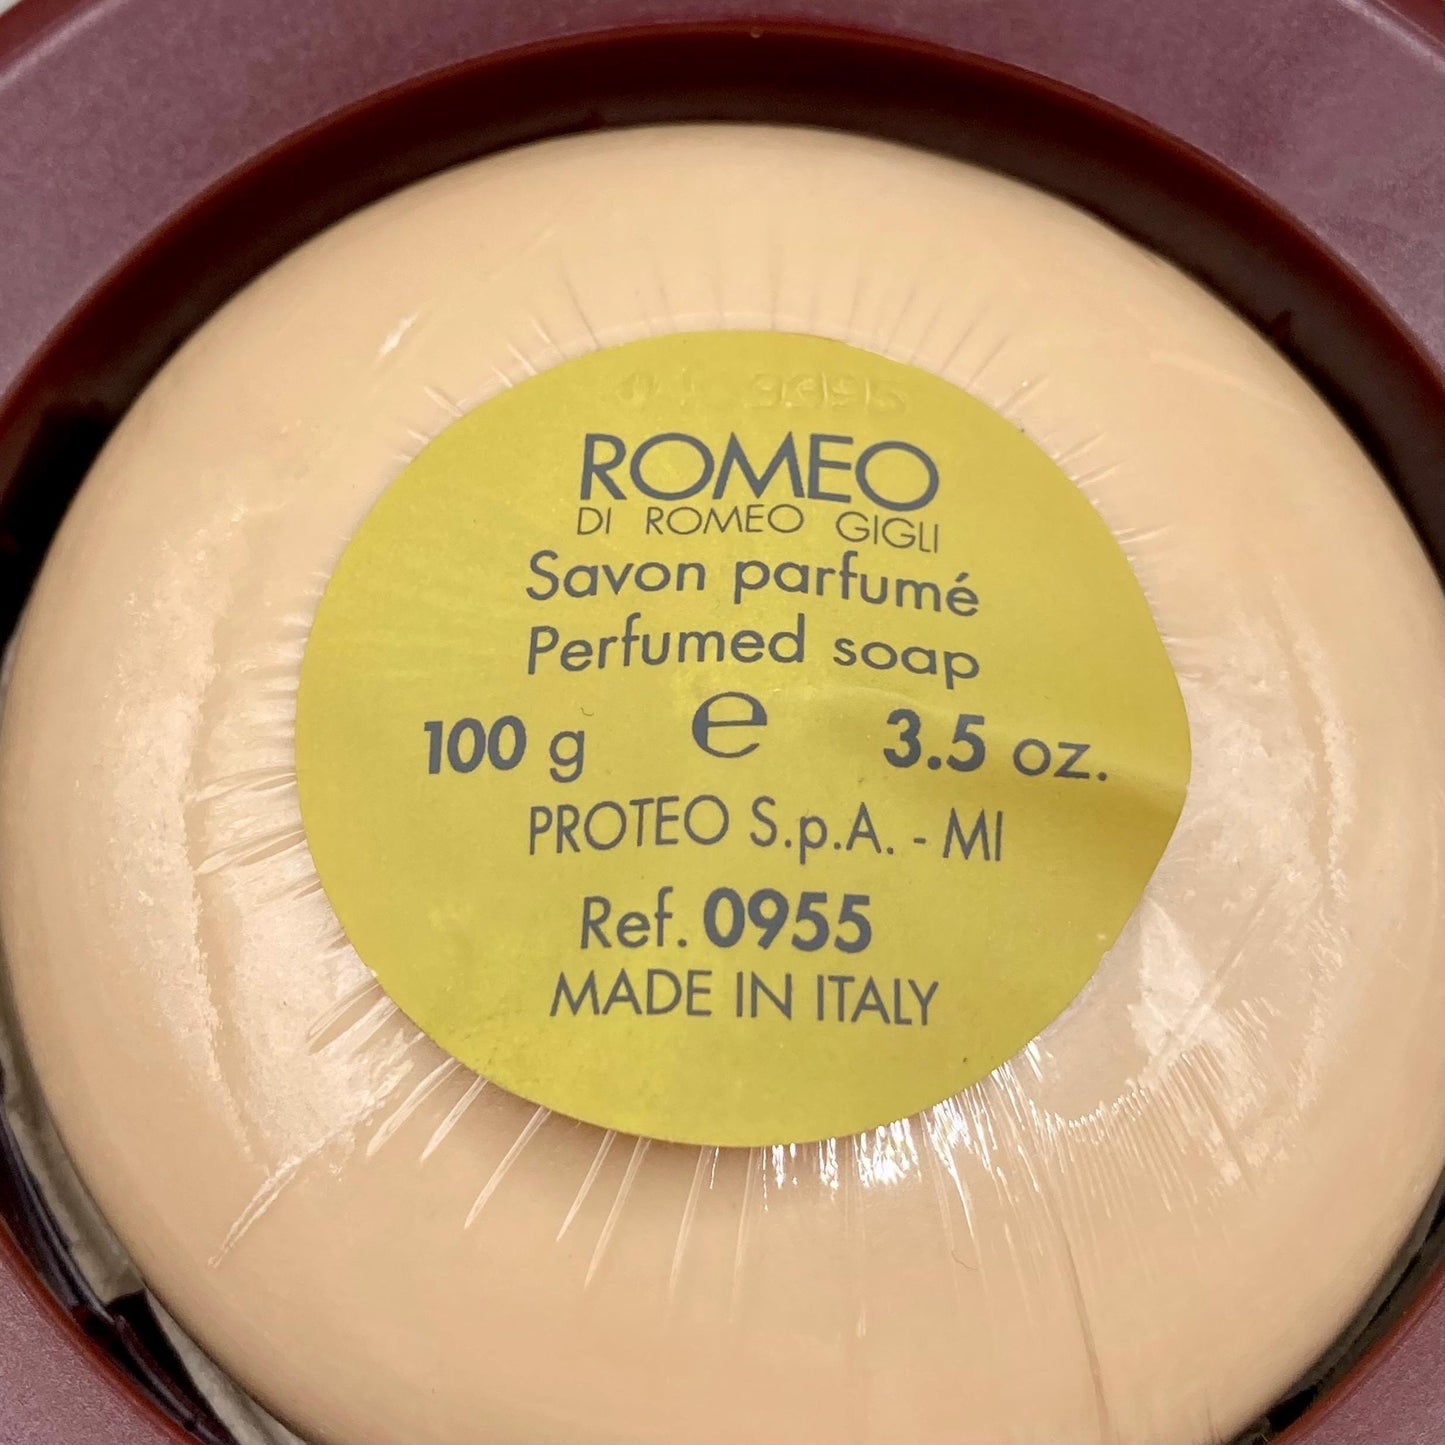 ROMEO
DI ROMEO GIGLI
Savon parfumé
Perfumed soap
100 g e 3.5 oz.
PROTEO S.p.A. - MI
Ref. 0955
MADE IN ITALY